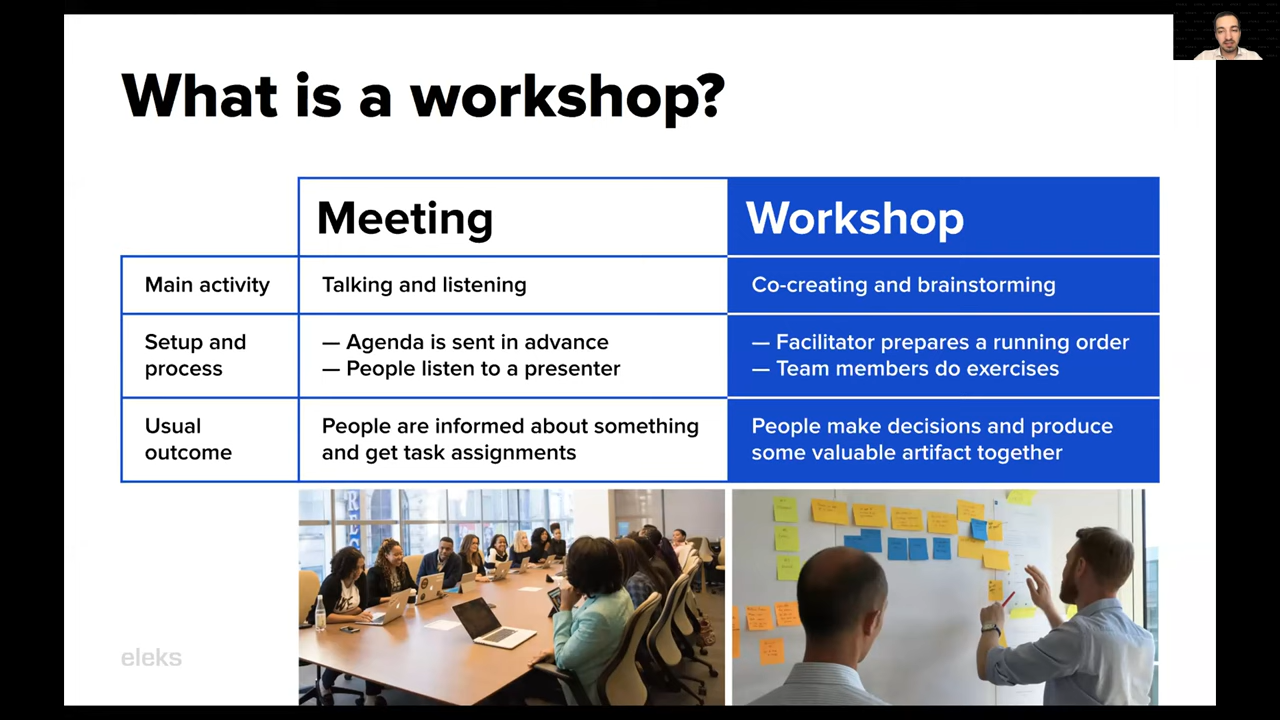 What is a workshop?
Meeting
Workshop
Main activity
Talking and listening
Co-creating and brainstorming
Setup and
process
— Agenda is sent in advance
— People listen to a presenter
— Facilitator prepares a running order
— Team members do exercises
Usual
outcome
People are informed about something
and get task assignments
People make decisions and produce
some valuable artifact together
eleks